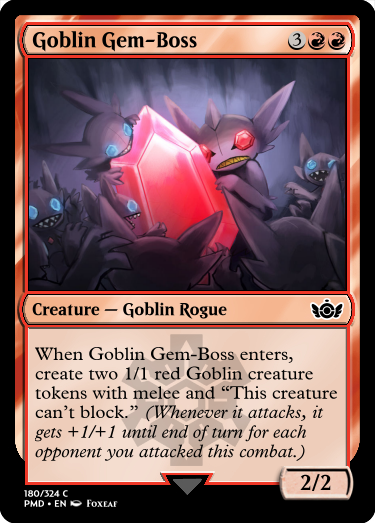 Goblin Gem-Boss 3
Creature — Goblin Rogue
When Goblin Gem-Boss enters,
create two 1/1 red Goblin creature
tokens with melee and “This creature
can’t block.” (Whenever it attacks, it
gets +1/+1 until end of turn for each
opponent you attacked this combat.)
2/2
180/324 C
PMD • EN Foxeaf